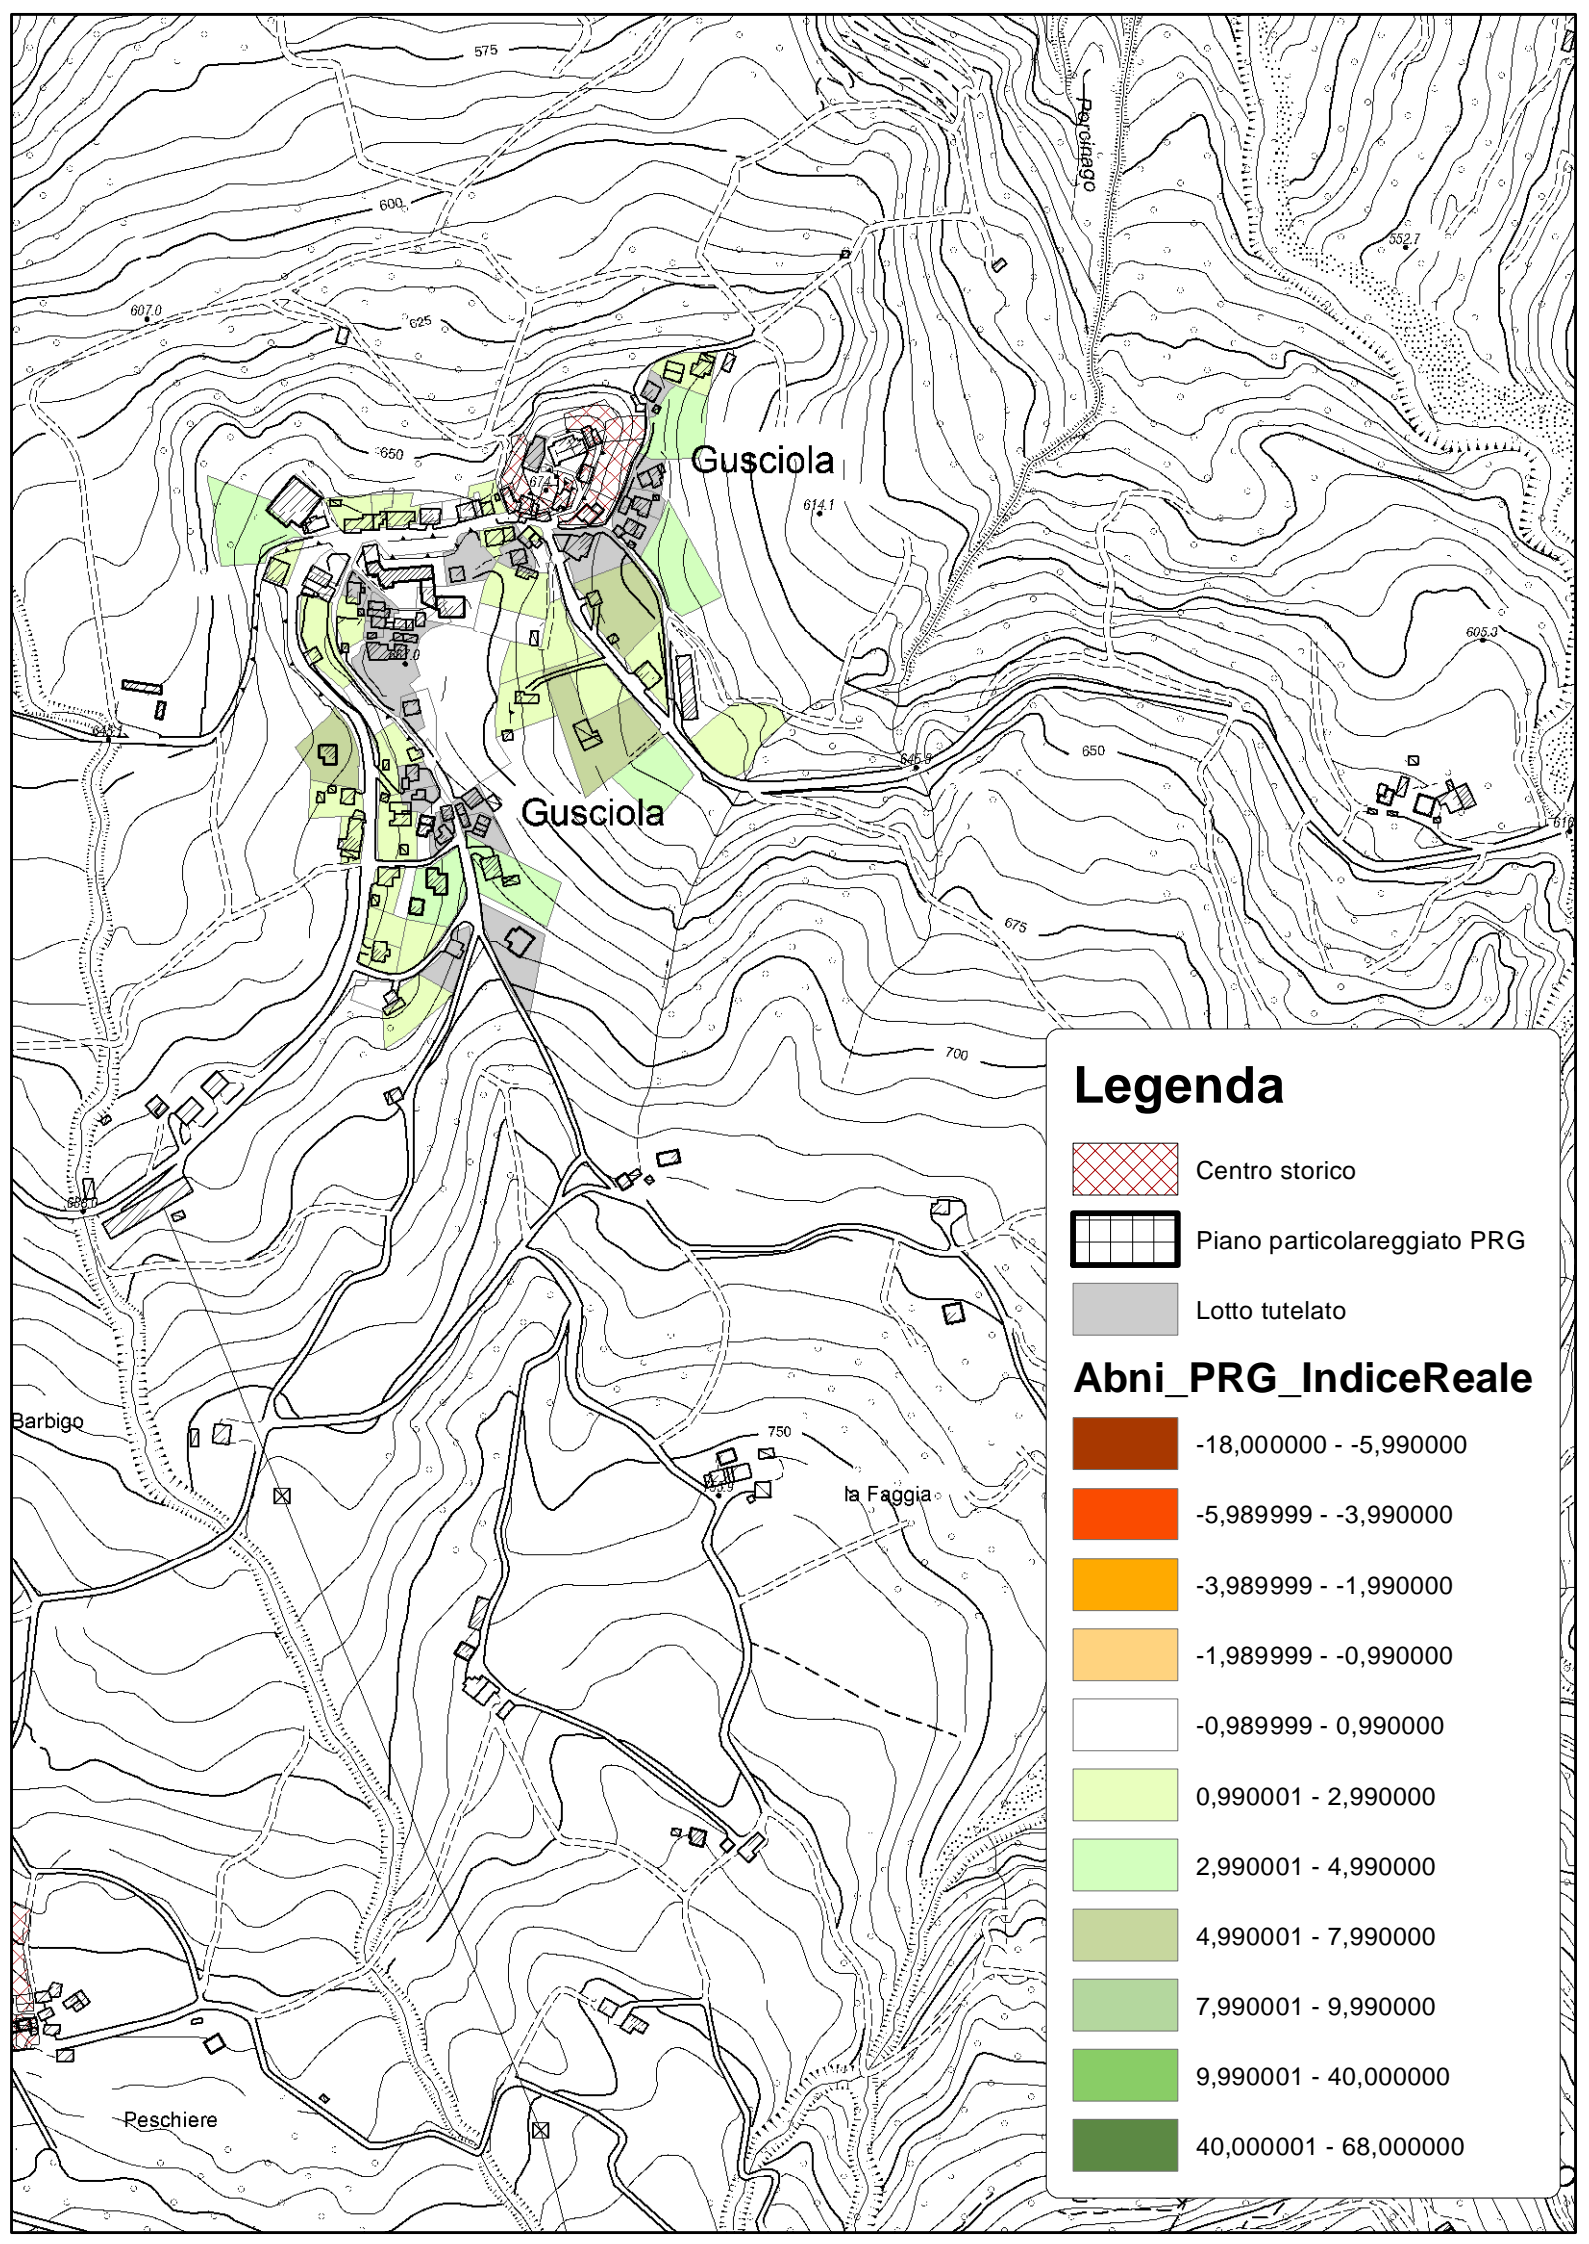 575
Porcinago
600
552.7
607.0
625
650
Gusciola
614.1
605.3
650
Gusciola
675
700
Legenda
Centro storico
Piano particolareggiato PRG
Lotto tutelato
Abni_PRG_IndiceReale
-18,000000 - -5,990000
Barbigo
750
-5,989999 - -3,990000
la Faggia
-3,989999 - -1,990000
-1,989999 - -0,990000
-0,989999 - 0,990000
0,990001 - 2,990000
2,990001 - 4,990000
4,990001 - 7,990000
7,990001 - 9,990000
9,990001 - 40,000000
Peschiere
40,000001 - 68,000000